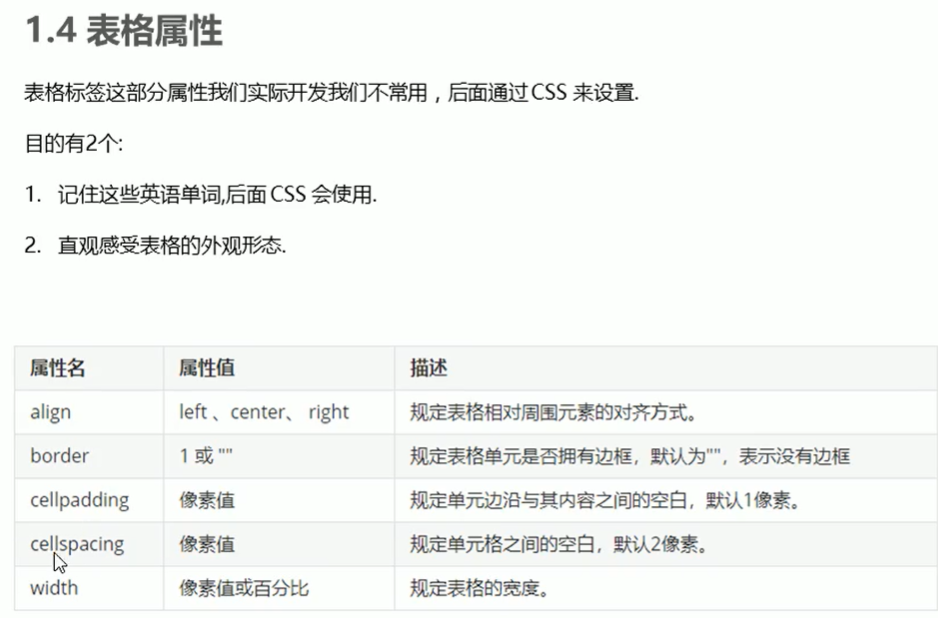 1.4 表格属性
表格标签这部分属性我们实际开发我们不常用，后面通过 CSS 来设置.
目的有2个:
1. 记住这些英语单词,后面 CSS 会使用.
2. 直观感受表格的外观形态.
属性名 属性值 描述
align left 、center、 right 规定表格相对周围元素的对齐方式。
border 1 或 "" 规定表格单元是否拥有边框，默认为""，表示没有边框
cellpadding 像素值 规定单元边沿与其内容之间的空白，默认1像素。
cellspacing 像素值 规定单元格之间的空白，默认2像素。
width 像素值或百分比 规定表格的宽度。